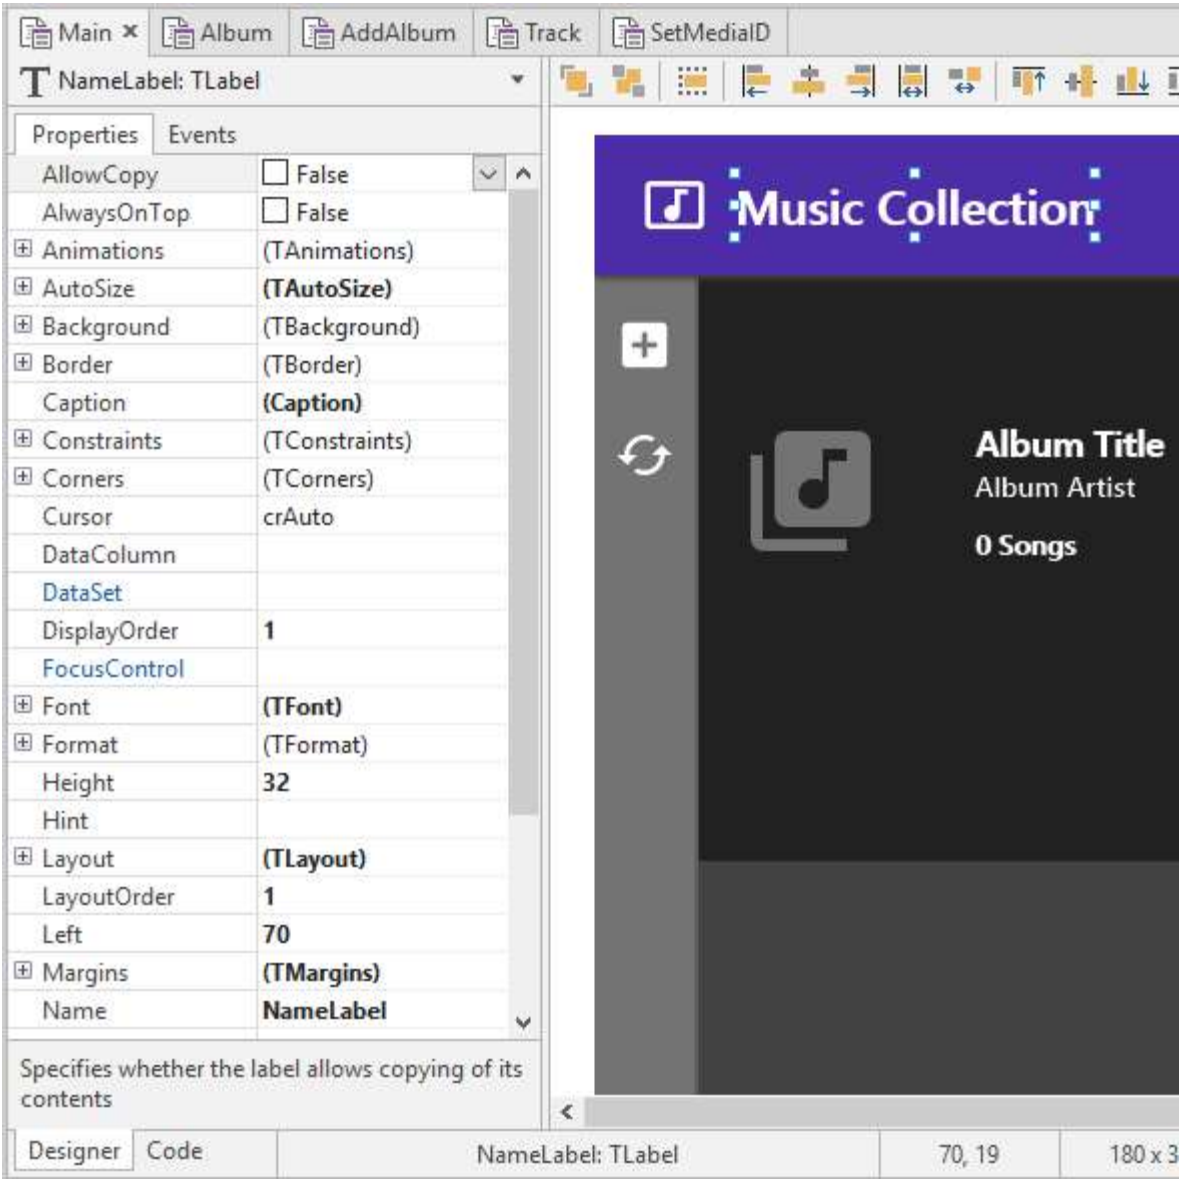 Main × Album AddAlbum Track SetMediaID
NameLabel: TLabel
Properties Events
AllowCopy False
AlwaysOnTop False
Animations (TAnimations)
AutoSize (TAutoSize)
Background (TBackground)
Border (TBorder)
Caption (Caption)
Constraints (TConstraints)
Corners (TCorners)
Cursor crAuto
DataColumn
DataSet
DisplayOrder 1
FocusControl
Font (TFont)
Format (TFormat)
Height 32
Hint
Layout (TLayout)
LayoutOrder 1
Left 70
Margins (TMargins)
Name NameLabel
Specifies whether the label allows copying of its
contents
Music Collection
Album Title
Album Artist
0 Songs
Designer Code NameLabel: TLabel 70, 19 180 x 3